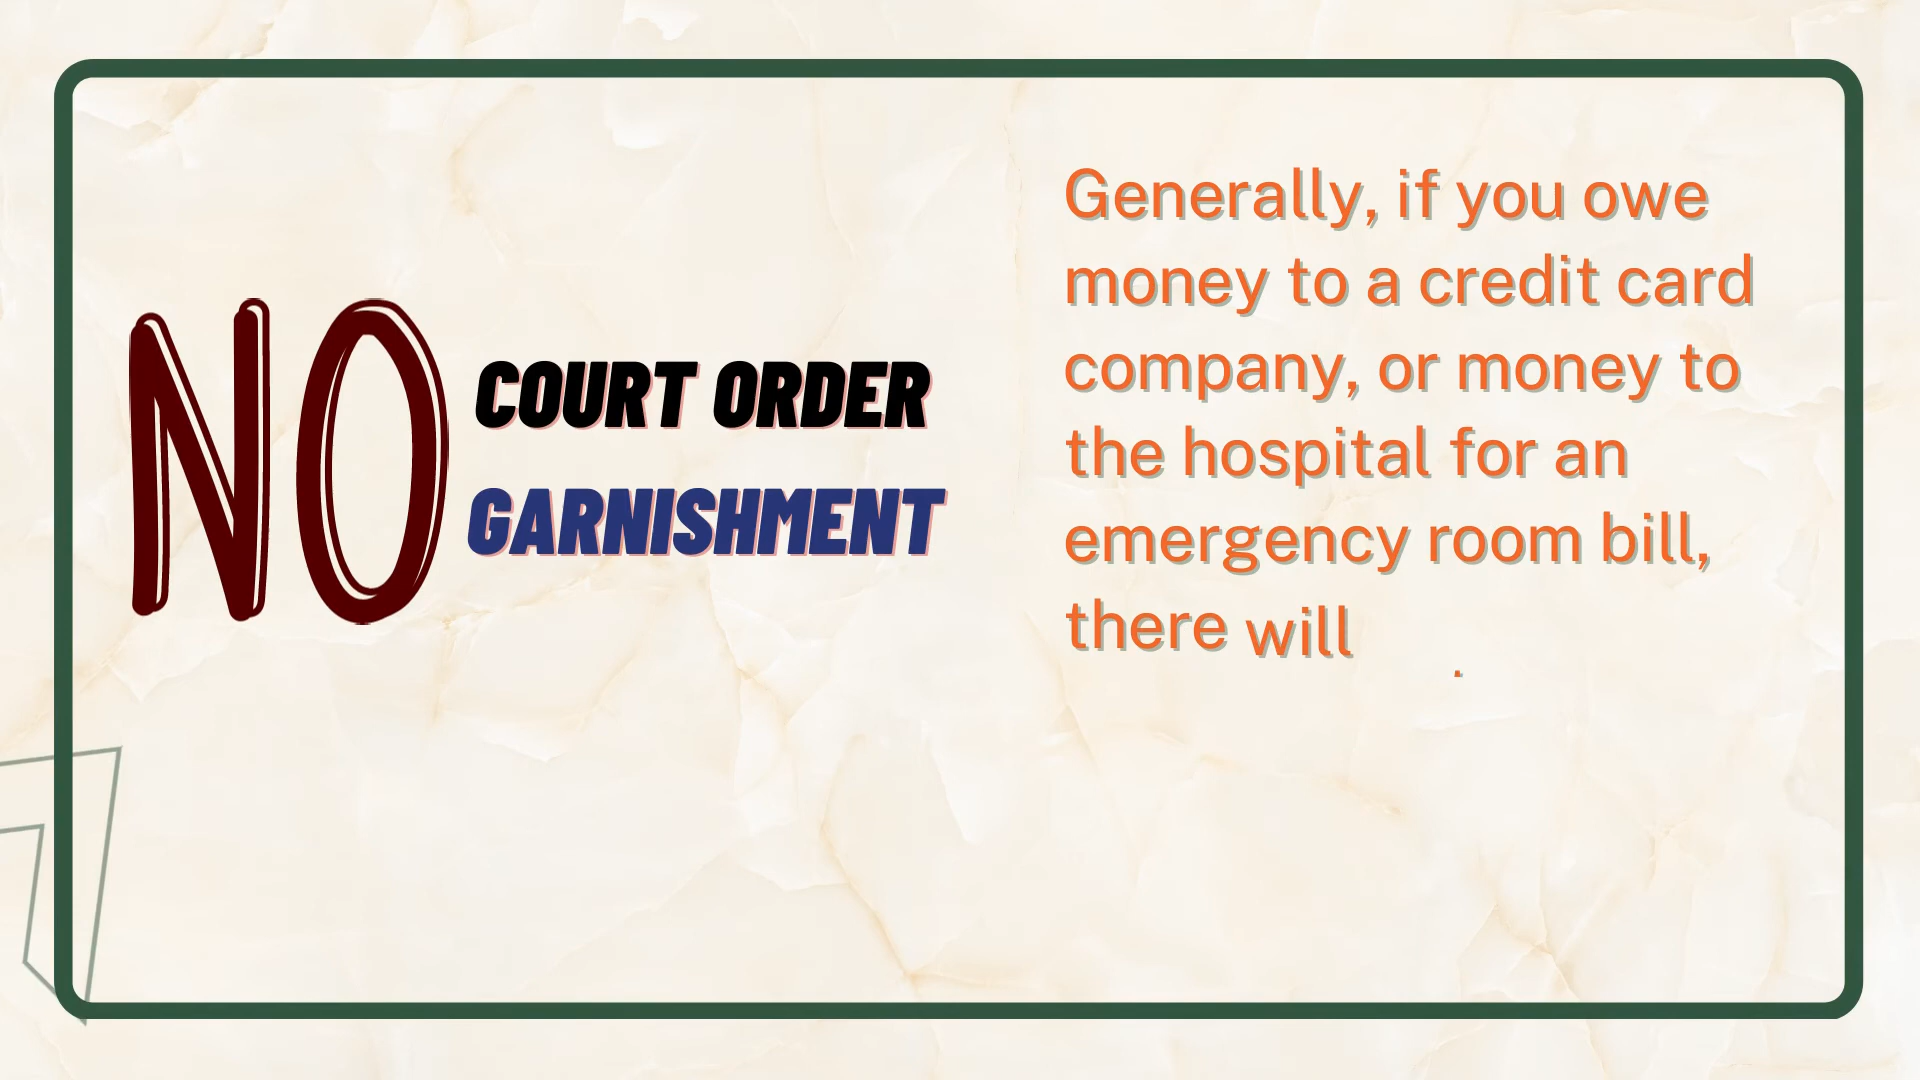 NO
COURT ORDER
GARNISHMENT
Generally, if you owe
money to a credit card
company, or money to
the hospital for an
emergency room bill,
there will